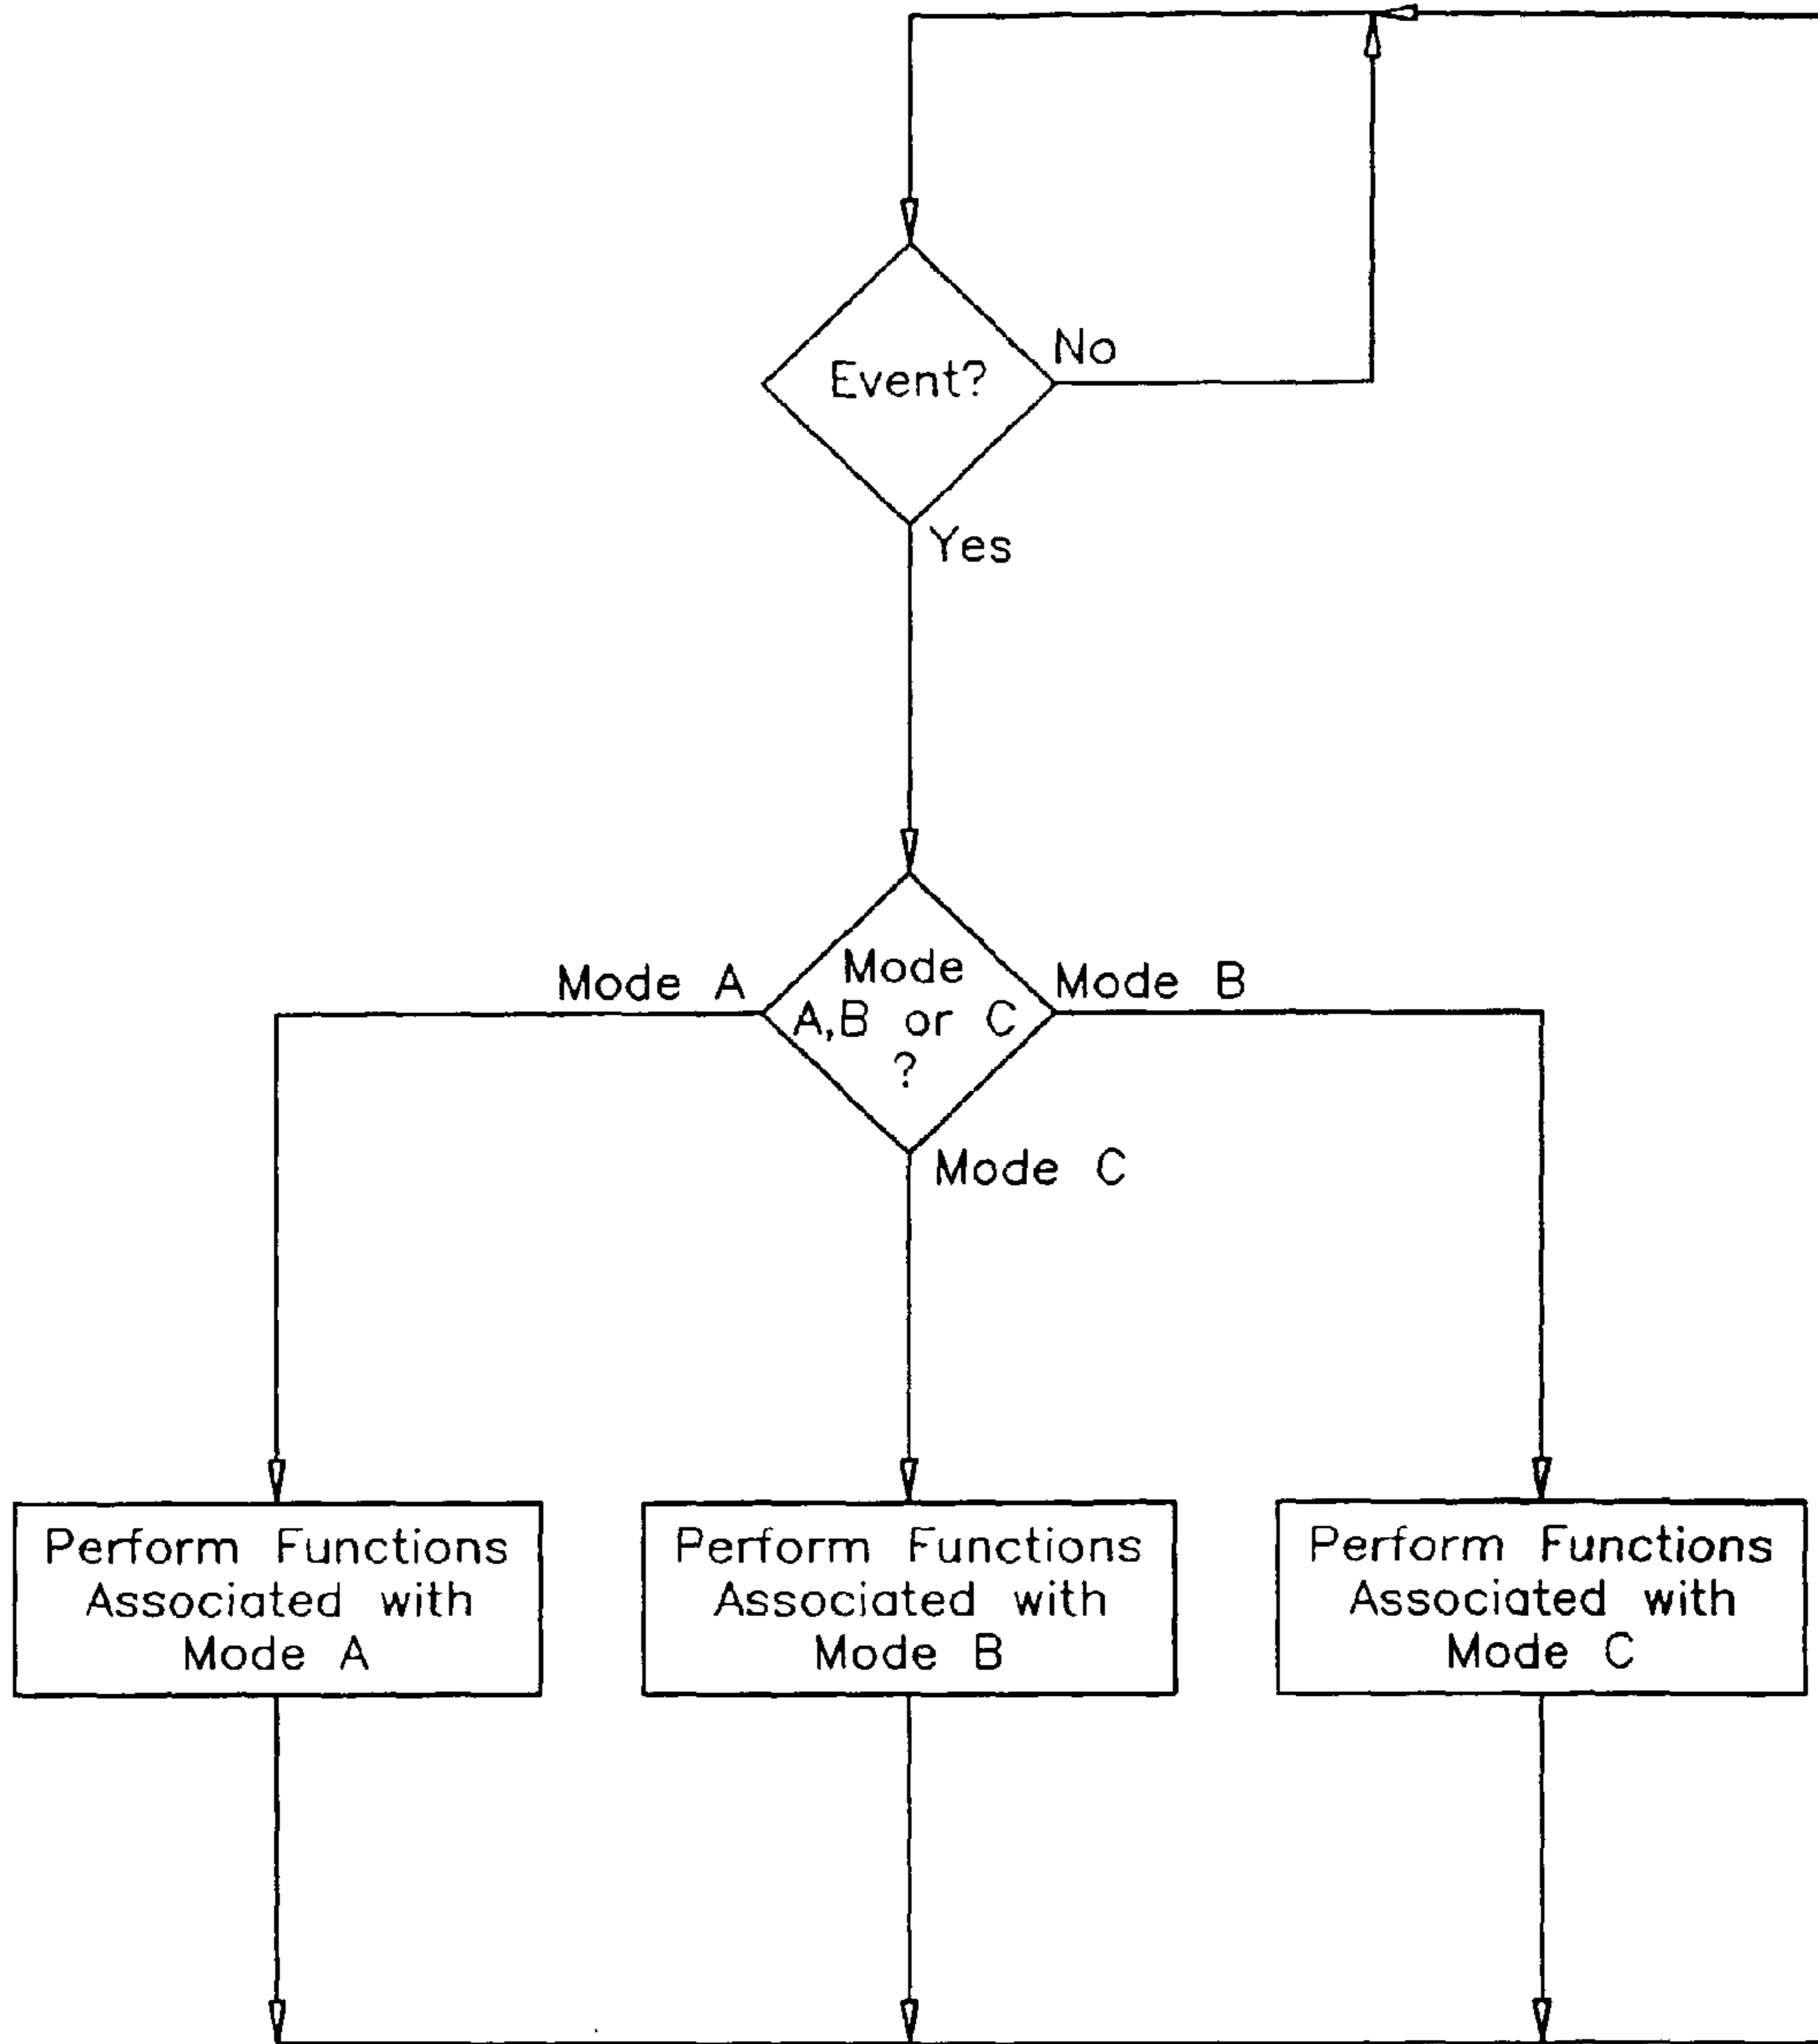 No
Event?
Yes
Mode A
Mode
A,B or C
?
Mode B
Mode C
Perform Functions
Associated with
Mode A
Perform Functions
Associated with
Mode B
Perform Functions
Associated with
Mode C